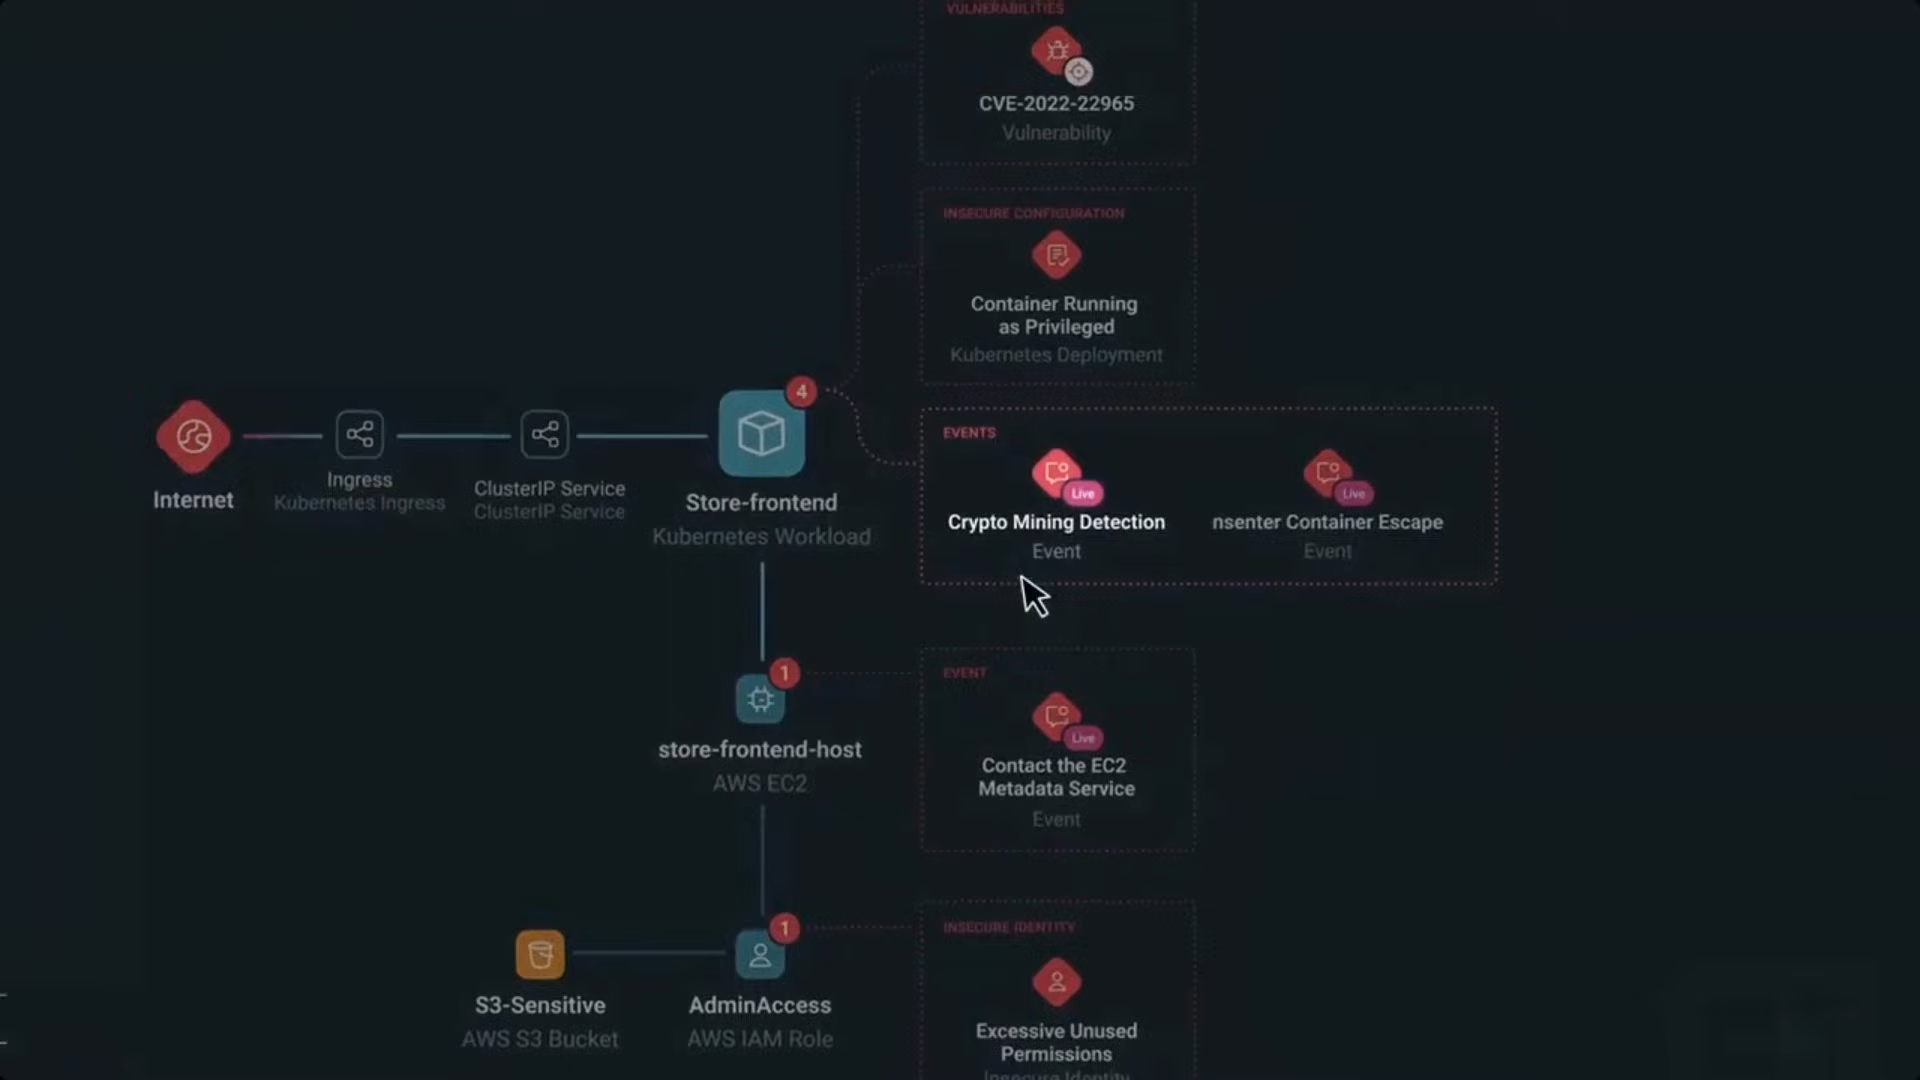 VULNERABILITIES
CVE-2022-22965
Vulnerability
INSECURE CONFIGURATION
Container Running
as Privileged
Kubernetes Deployment
4
EVENTS
Live
Live
Crypto Mining Detection
nsenter Container Escape
Event
Event
Internet
Ingress
Kubernetes Ingress
ClusterIP Service
ClusterIP Service
Store-frontend
Kubernetes Workload
1
store-frontend-host
AWS EC2
EVENT
Live
Contact the EC2
Metadata Service
Event
1
S3-Sensitive
AWS S3 Bucket
AdminAccess
AWS IAM Role
INSECURE IDENTITY
Excessive Unused
Permissions
Insecure Identity